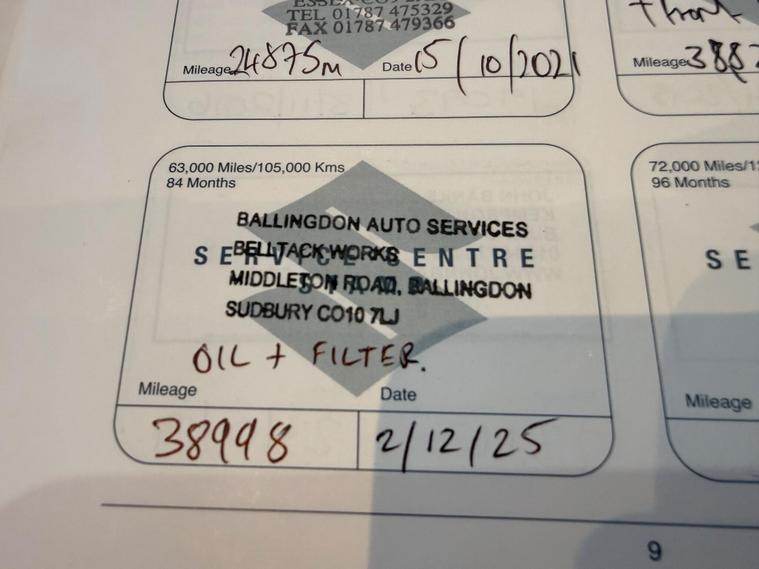 TEL 01787 475329
FAX 01787 479366
Mileage 24875M Date 15/10/2021
Mileage
63,000 Miles/105,000 Kms
84 Months
BALLINGDON AUTO SERVICES
SERVICE CENTRE
BELLTACK WORKS
MIDDLETON ROAD, BALLINGDON
SUDBURY CO10 7LJ
OIL + FILTER.
Mileage Date
38998 2/12/25
72,000 Miles/1
96 Months
SE
Mileage
9